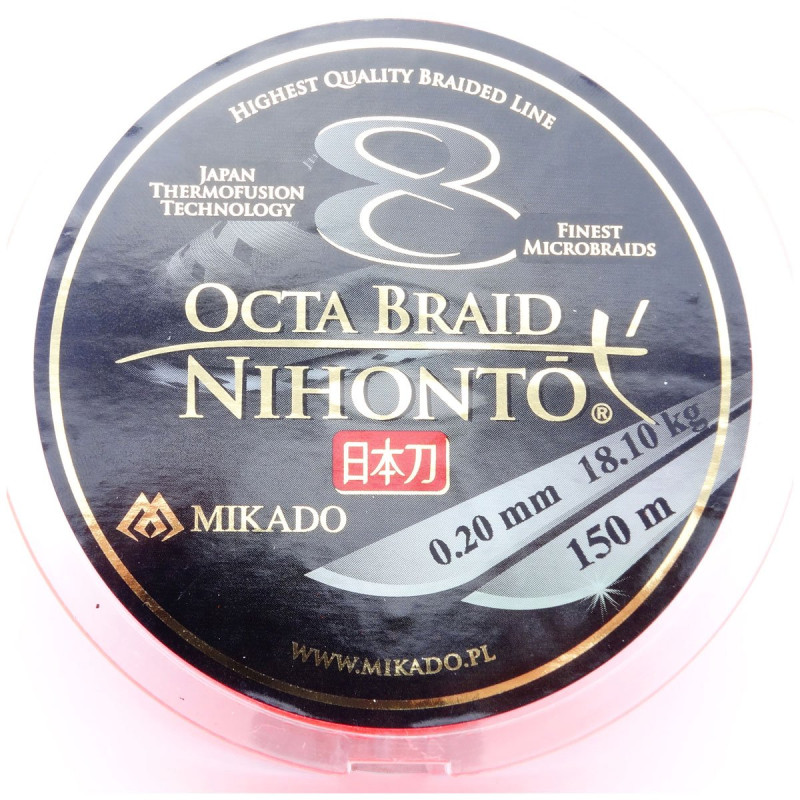 HIGHEST QUALITY BRAIDED LINE
8
JAPAN
THERMOFUSION
TECHNOLOGY
FINEST
MICROBRAIDS
OCTA BRAID
NIHONTŌ®
日本刀
MIKADO
0.20 mm 18.10 kg
150 m
WWW.MIKADO.PL